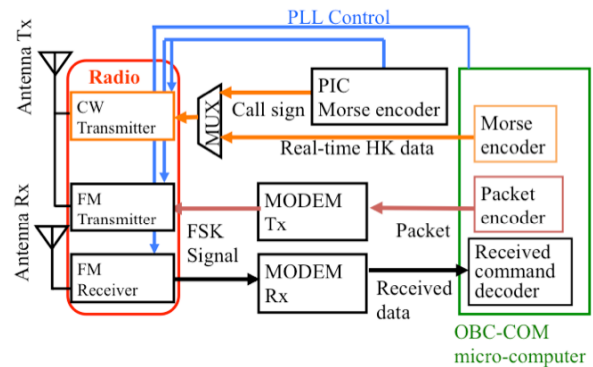 PLL Control
Antenna Tx
Radio
CW
Transmitter
MUX
Call sign
PIC
Morse encoder
Real-time HK data
Morse
encoder
Antenna Rx
FM
Transmitter
FSK
Signal
MODEM
Tx
Packet
Packet
encoder
FM
Receiver
MODEM
Rx
Received
data
Received
command
decoder
OBC-COM
micro-computer